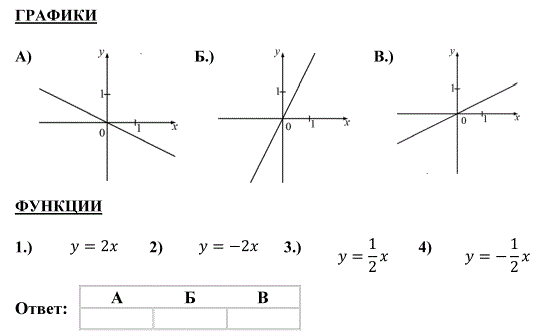 ГРАФИКИ
А) Б.) В.)
y y y
1 1 1
0 1 x 0 1 x 0 1 x
ФУНКЦИИ
1.) y = 2x 2) y = −2x 3.) y = 1/2 x 4) y = −1/2 x
А Б В
Ответ: